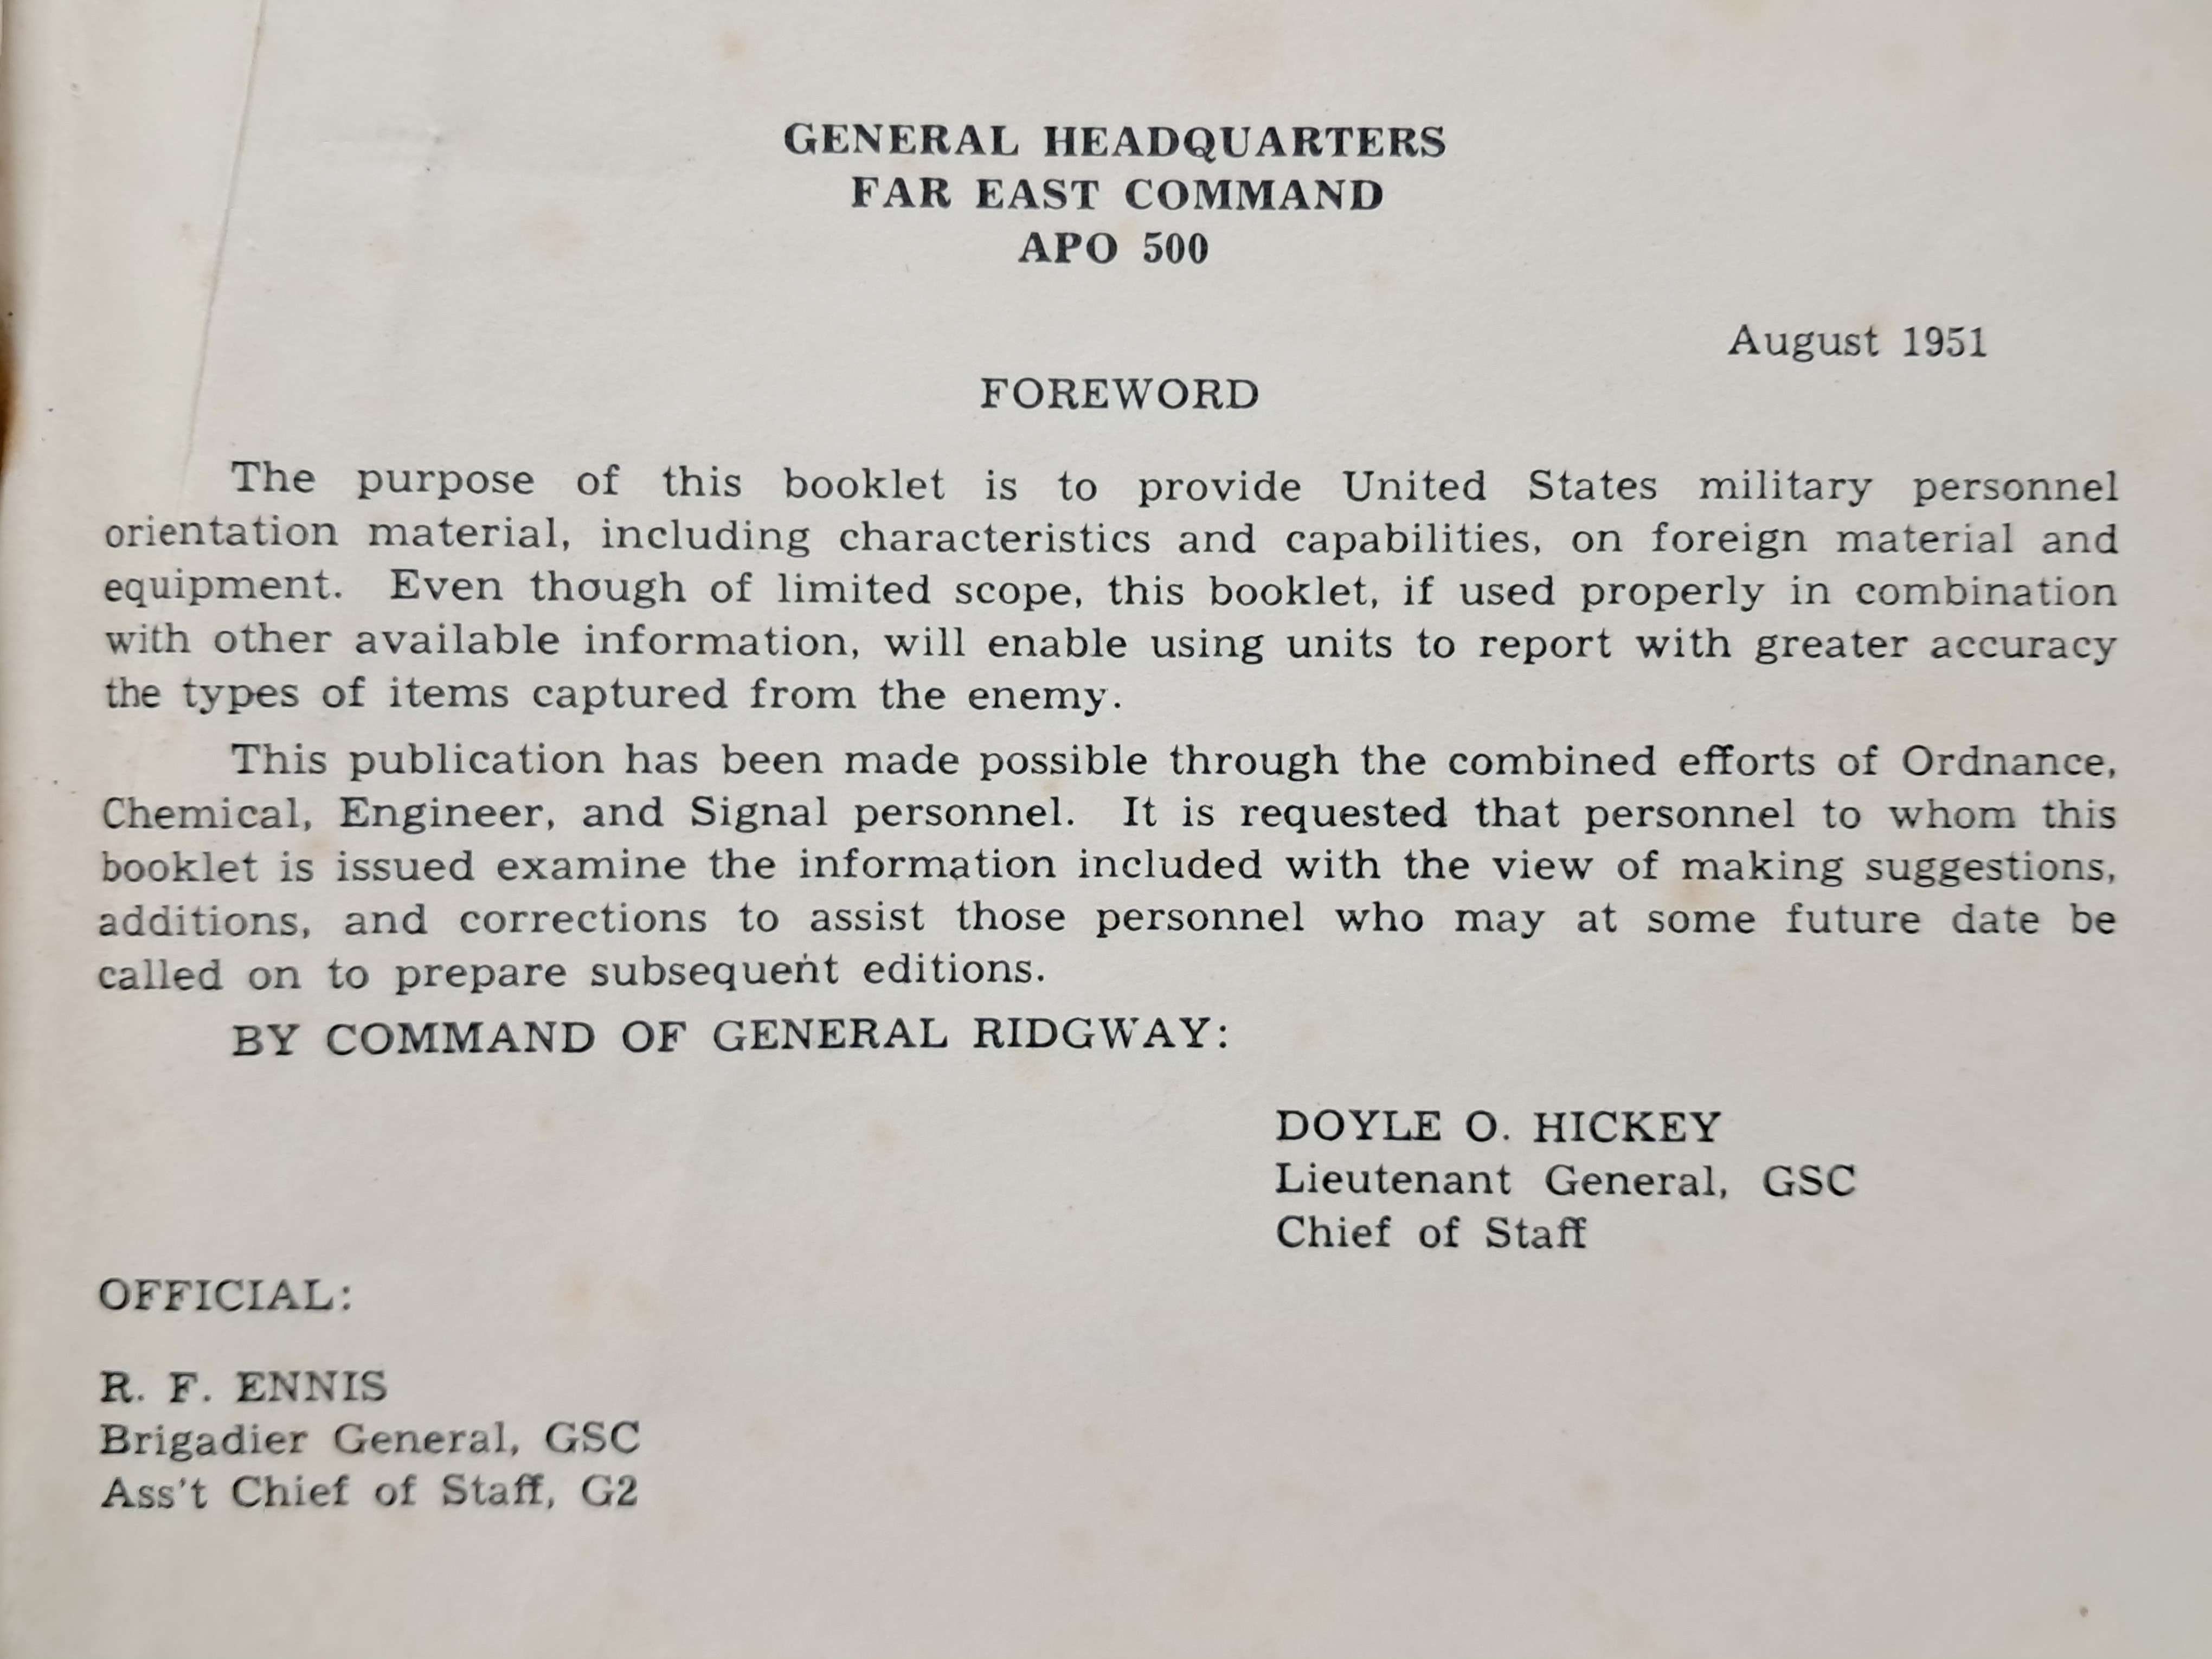 GENERAL HEADQUARTERS
FAR EAST COMMAND
APO 500
August 1951
FOREWORD
The purpose of this booklet is to provide United States military personnel
orientation material, including characteristics and capabilities, on foreign material and
equipment. Even though of limited scope, this booklet, if used properly in combination
with other available information, will enable using units to report with greater accuracy
the types of items captured from the enemy.
This publication has been made possible through the combined efforts of Ordnance,
Chemical, Engineer, and Signal personnel. It is requested that personnel to whom this
booklet is issued examine the information included with the view of making suggestions,
additions, and corrections to assist those personnel who may at some future date be
called on to prepare subsequent editions.
BY COMMAND OF GENERAL RIDGWAY:
DOYLE O. HICKEY
Lieutenant General, GSC
Chief of Staff
OFFICIAL:
R. F. ENNIS
Brigadier General, GSC
Ass't Chief of Staff, G2